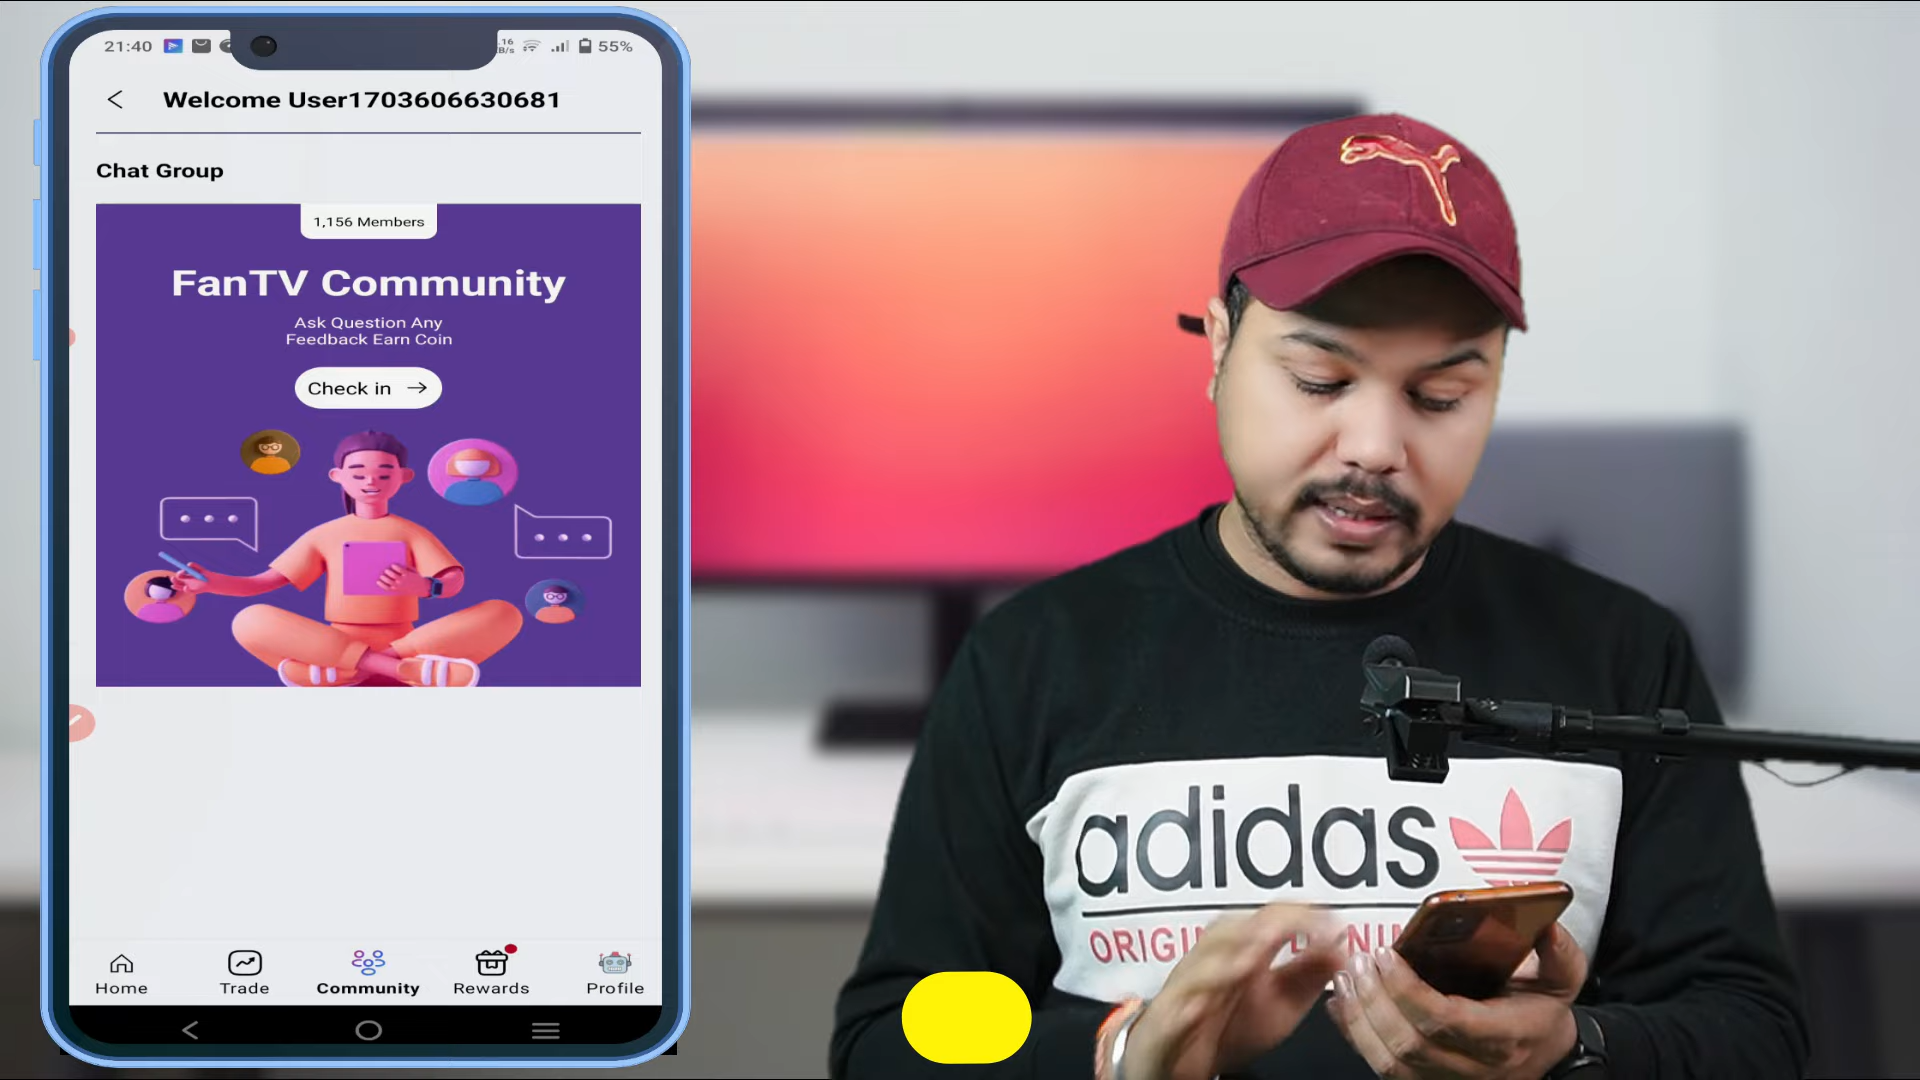 21:40
.16
B/s
55%
Welcome User1703606630681
Chat Group
1,156 Members
FanTV Community
Ask Question Any
Feedback Earn Coin
Check in
Home
Trade
Community
Rewards
Profile
adidas